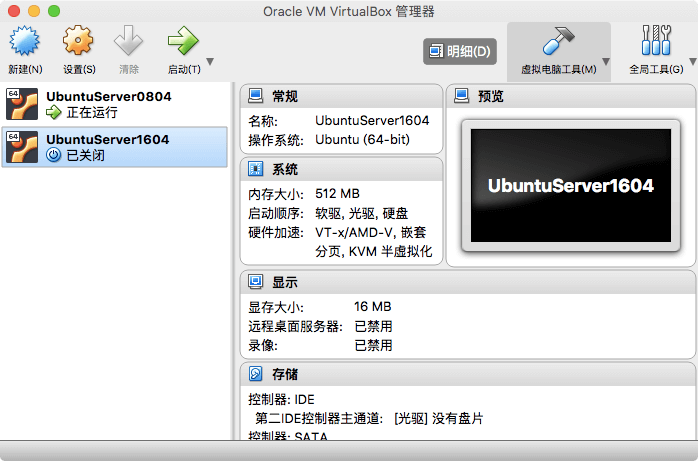 Oracle VM VirtualBox 管理器
新建(N) 设置(S) 清除 启动(T) 明细(D) 虚拟电脑工具(M) 全局工具(G)
64 UbuntuServer0804
正在运行
64 UbuntuServer1604
已关闭
常规
名称: UbuntuServer1604
操作系统: Ubuntu (64-bit)
系统
内存大小: 512 MB
启动顺序: 软驱, 光驱, 硬盘
硬件加速: VT-x/AMD-V, 嵌套
分页, KVM 半虚拟化
预览
UbuntuServer1604
显示
显存大小: 16 MB
远程桌面服务器: 已禁用
录像: 已禁用
存储
控制器: IDE
第二IDE控制器主通道: [光驱] 没有盘片
控制器: SATA